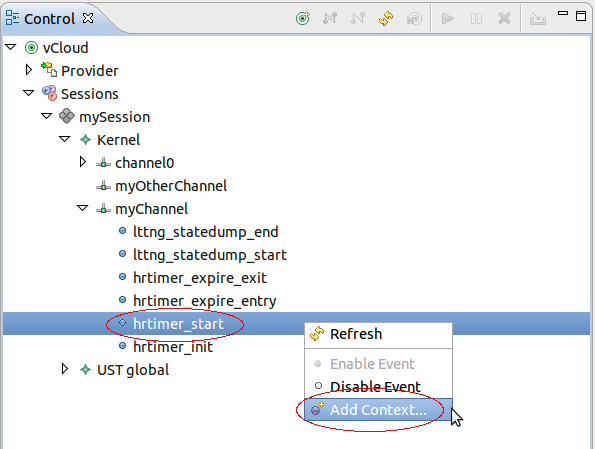 Control
vCloud
Provider
Sessions
mySession
Kernel
channel0
myOtherChannel
myChannel
lttng_statedump_end
lttng_statedump_start
hrtimer_expire_exit
hrtimer_expire_entry
hrtimer_start
hrtimer_init
UST global
Refresh
Enable Event
Disable Event
Add Context...